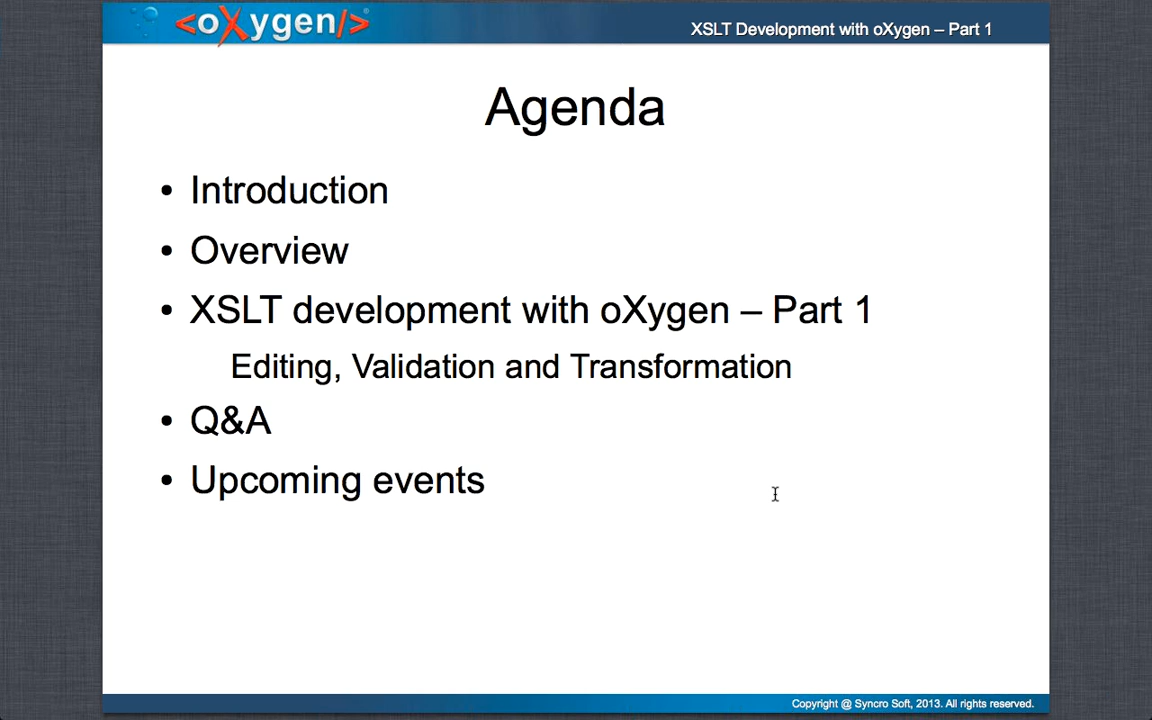 <oXygen/>®
XSLT Development with oXygen – Part 1
Agenda
• Introduction
• Overview
• XSLT development with oXygen – Part 1
Editing, Validation and Transformation
• Q&A
• Upcoming events
Copyright @ Syncro Soft, 2013. All rights reserved.